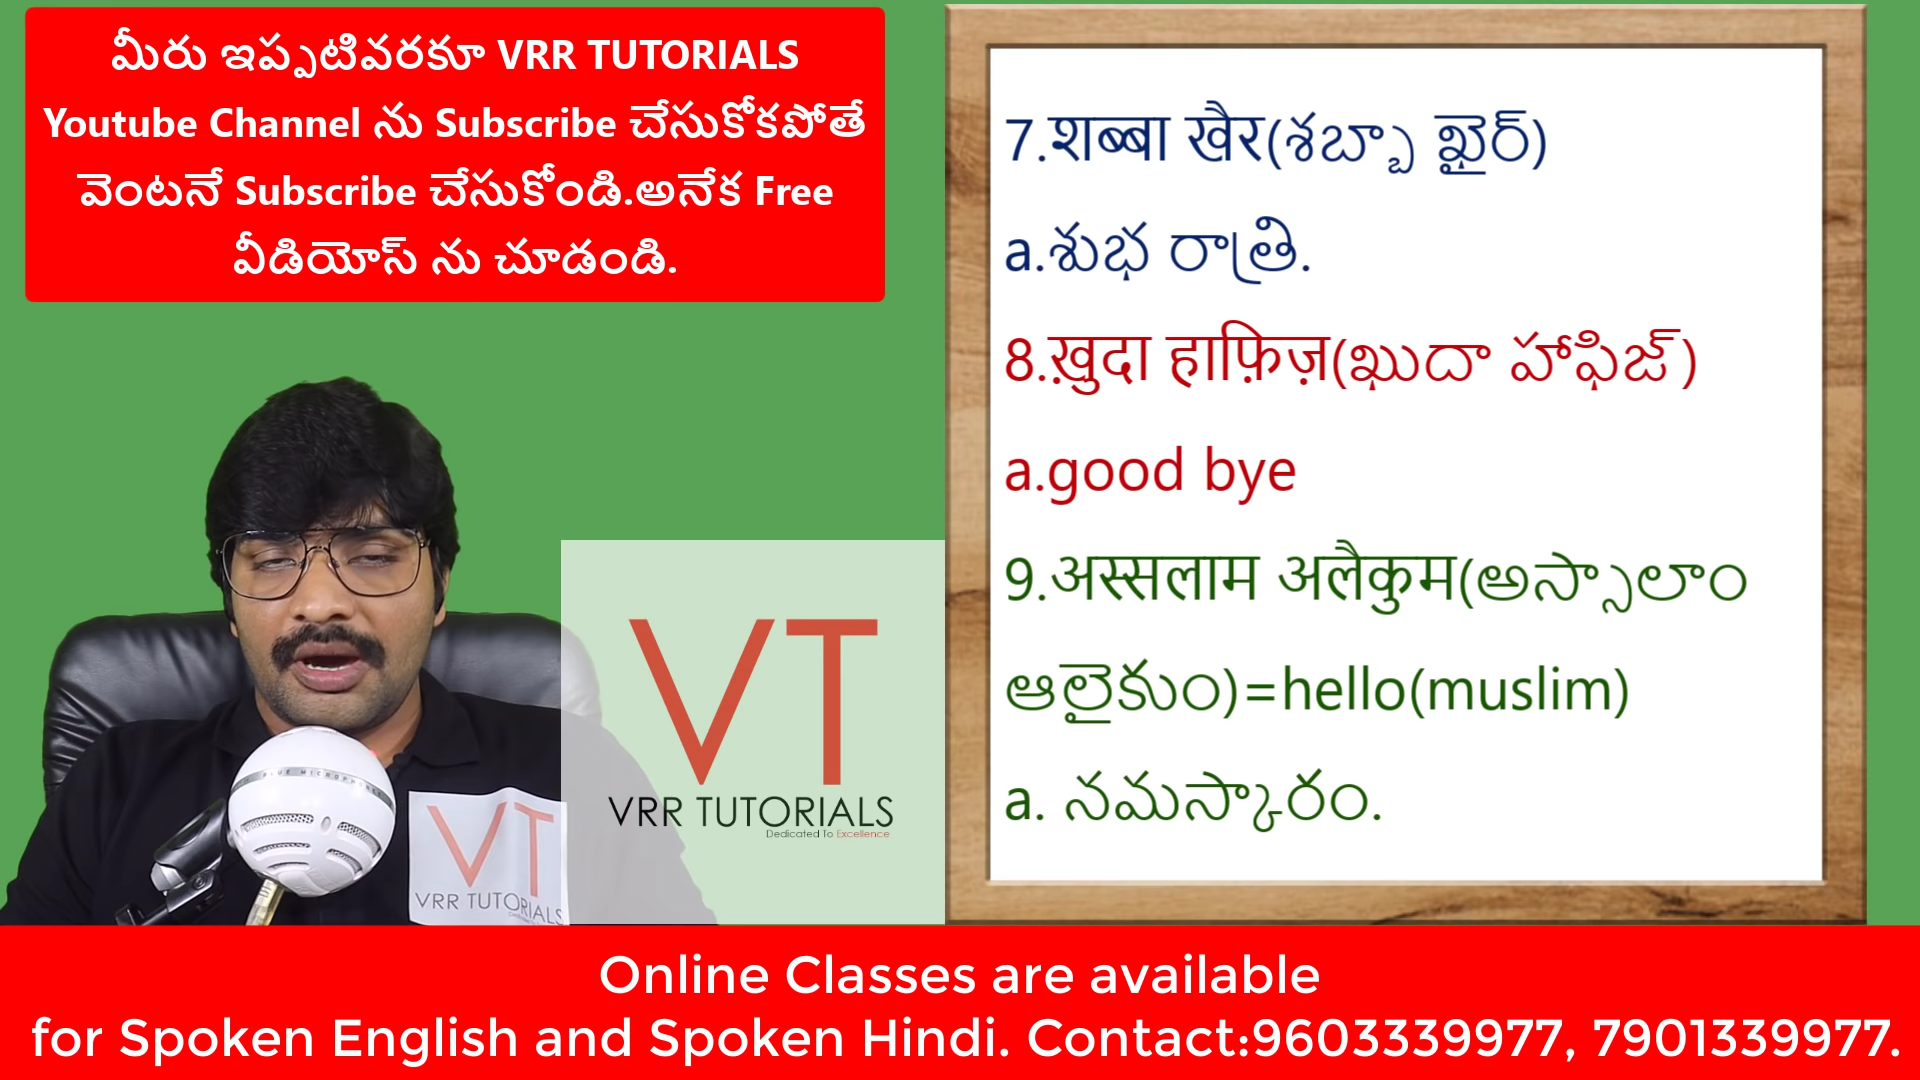 మీరు ఇప్పటివరకూ VRR TUTORIALS
Youtube Channel ను Subscribe చేసుకోకపోతే
వెంటనే Subscribe చేసుకోండి.అనేక Free
వీడియోస్ ను చూడండి.
7.शब्बा खैर(శబ్బా ఖైర్)
a.శుభ రాత్రి.
8.ख़ुदा हाफ़िज़(ఖుదా హాఫిజ్)
a.good bye
9.अस्सलाम अलैकुम(అస్సాలాం
ఆలైకుం)=hello(muslim)
a. నమస్కారం.
VT
VRR TUTORIALS
Dedicated To Excellence
BLUE MICROPHONES
VT
VRR TUTORIALS
Online Classes are available
for Spoken English and Spoken Hindi. Contact:9603339977, 7901339977.